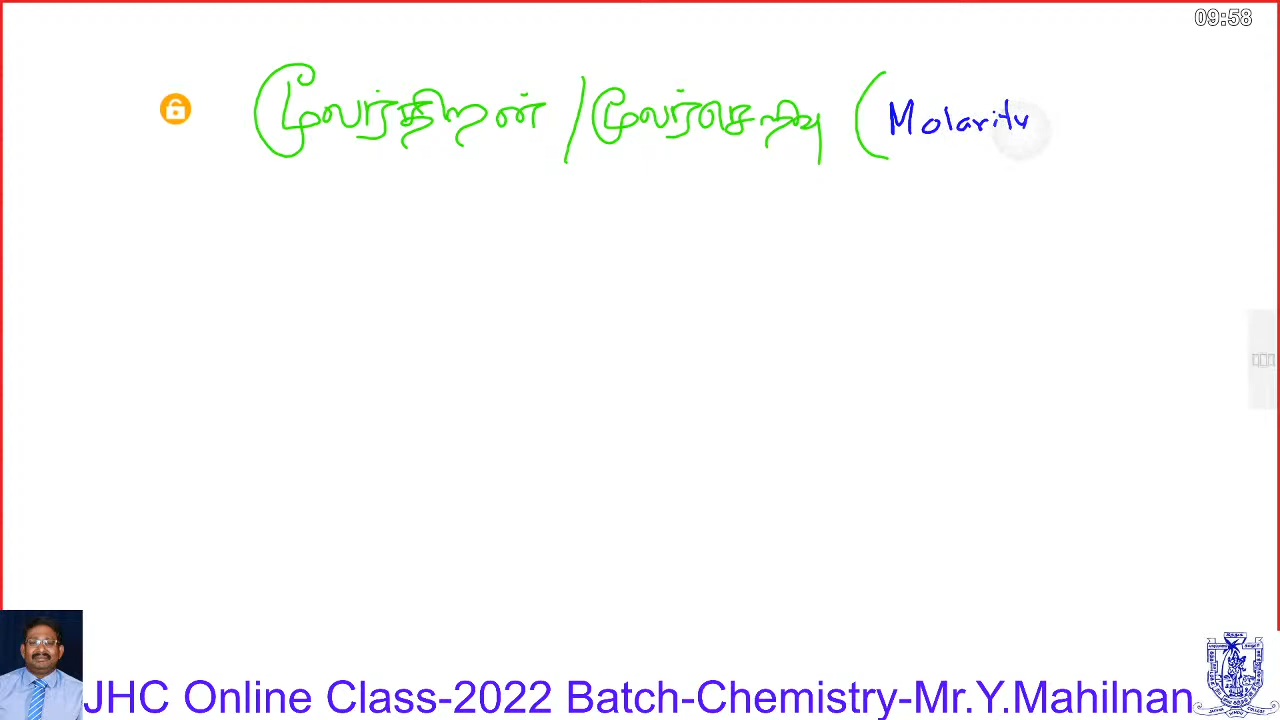 09:58
மூலர்திறன் / மூலர்செறிவு ( Molarity
JHC Online Class-2022 Batch-Chemistry-Mr.Y.Mahilnan